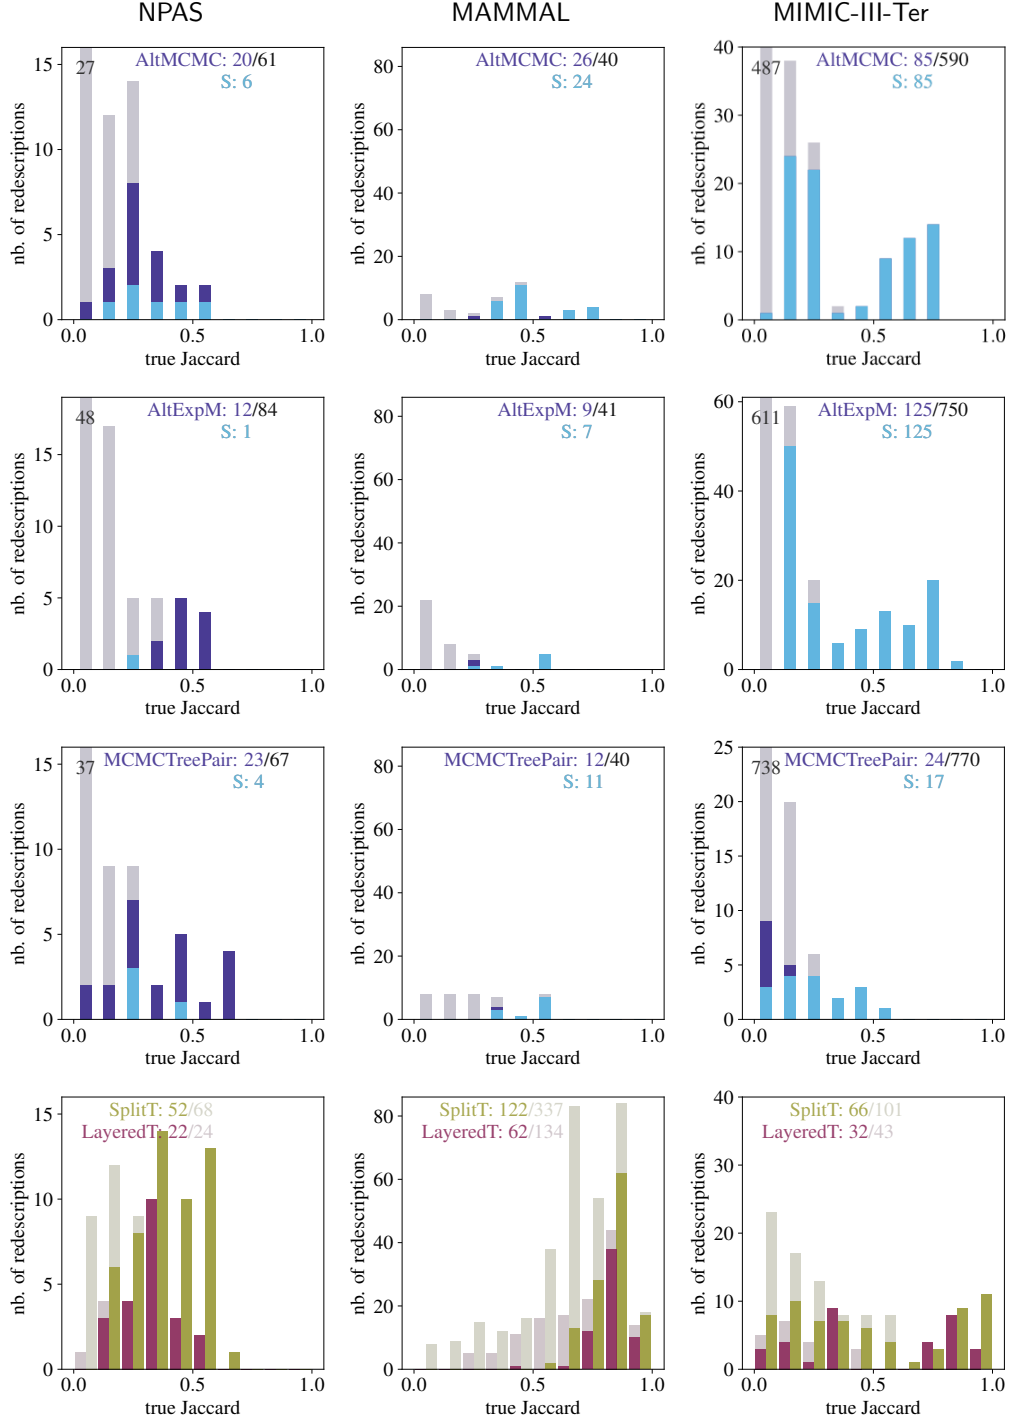 NPAS
MAMMAL
MIMIC-III-Ter
AltMCMC: 20/61
S: 6
27
15
10
5
0
nb. of redescriptions
0.0 0.5 1.0
true Jaccard
AltMCMC: 26/40
S: 24
80
60
40
20
0
nb. of redescriptions
0.0 0.5 1.0
true Jaccard
AltMCMC: 85/590
S: 85
487
40
30
20
10
0
nb. of redescriptions
0.0 0.5 1.0
true Jaccard
AltExpM: 12/84
S: 1
48
15
10
5
0
nb. of redescriptions
0.0 0.5 1.0
true Jaccard
AltExpM: 9/41
S: 7
80
60
40
20
0
nb. of redescriptions
0.0 0.5 1.0
true Jaccard
AltExpM: 125/750
S: 125
611
60
40
20
0
nb. of redescriptions
0.0 0.5 1.0
true Jaccard
MCMCTreePair: 23/67
S: 4
37
15
10
5
0
nb. of redescriptions
0.0 0.5 1.0
true Jaccard
MCMCTreePair: 12/40
S: 11
80
60
40
20
0
nb. of redescriptions
0.0 0.5 1.0
true Jaccard
MCMCTreePair: 24/770
S: 17
738
25
20
15
10
5
0
nb. of redescriptions
0.0 0.5 1.0
true Jaccard
SplitT: 52/68
LayeredT: 22/24
15
10
5
0
nb. of redescriptions
0.0 0.5 1.0
true Jaccard
SplitT: 122/337
LayeredT: 62/134
80
60
40
20
0
nb. of redescriptions
0.0 0.5 1.0
true Jaccard
SplitT: 66/101
LayeredT: 32/43
40
30
20
10
0
nb. of redescriptions
0.0 0.5 1.0
true Jaccard